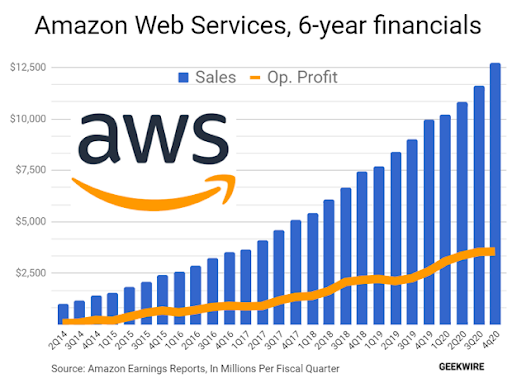 Amazon Web Services, 6-year financials
Sales Op. Profit
$12,500
$10,000
$7,500
$5,000
$2,500
aws
2Q14 3Q14 4Q14 1Q15 2Q15 3Q15 4Q15 1Q16 2Q16 3Q16 4Q16 1Q17 2Q17 3Q17 4Q17 1Q18 2Q18 3Q18 4Q18 1Q19 2Q19 3Q19 4Q19 1Q20 2Q20 3Q20 4Q20
Source: Amazon Earnings Reports, In Millions Per Fiscal Quarter
GEEKWIRE